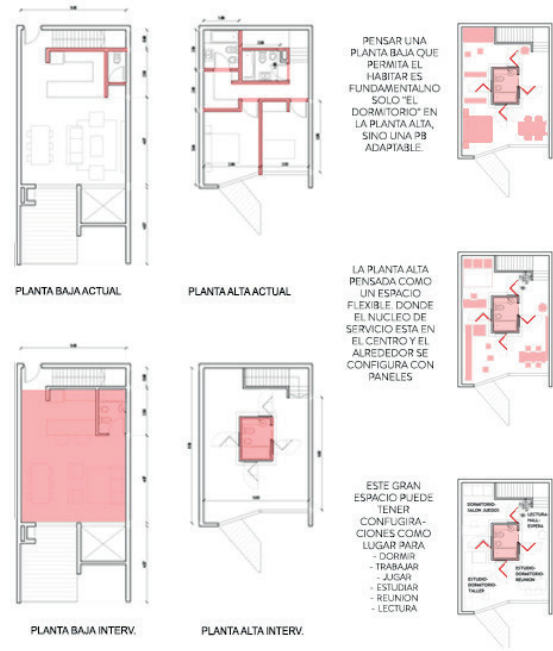 PENSAR UNA
PLANTA BAJA QUE
PERMITA EL
HABITAR ES
FUNDAMENTALNO
SOLO "EL
DORMITORIO" EN
LA PLANTA ALTA,
SINO UNA PB
ADAPTABLE.
PLANTA BAJA ACTUAL
PLANTA ALTA ACTUAL
LA PLANTA ALTA
PENSADA COMO
UN ESPACIO
FLEXIBLE. DONDE
EL NUCLEO DE
SERVICIO ESTA EN
EL CENTRO Y EL
ALREDEDOR SE
CONFIGURA CON
PANELES
ESTE GRAN
ESPACIO PUEDE
TENER
CONFUGIRA-
CIONES COMO
LUGAR PARA
- DORMIR
- TRABAJAR
- JUGAR
- ESTUDIAR
- REUNION
- LECTURA
DORMITORIO-
SALON JUEGOS
LECTURA
HALL-
ESPERA
ESTUDIO-
DORMITORIO-
TALLER
ESTUDIO-
DORMITORIO-
REUNION
PLANTA BAJA INTERV.
PLANTA ALTA INTERV.